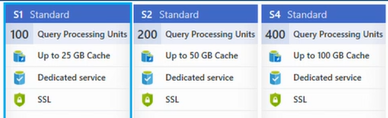 S1 Standard
100 Query Processing Units
Up to 25 GB Cache
Dedicated service
SSL
S2 Standard
200 Query Processing Units
Up to 50 GB Cache
Dedicated service
SSL
S4 Standard
400 Query Processing Units
Up to 100 GB Cache
Dedicated service
SSL